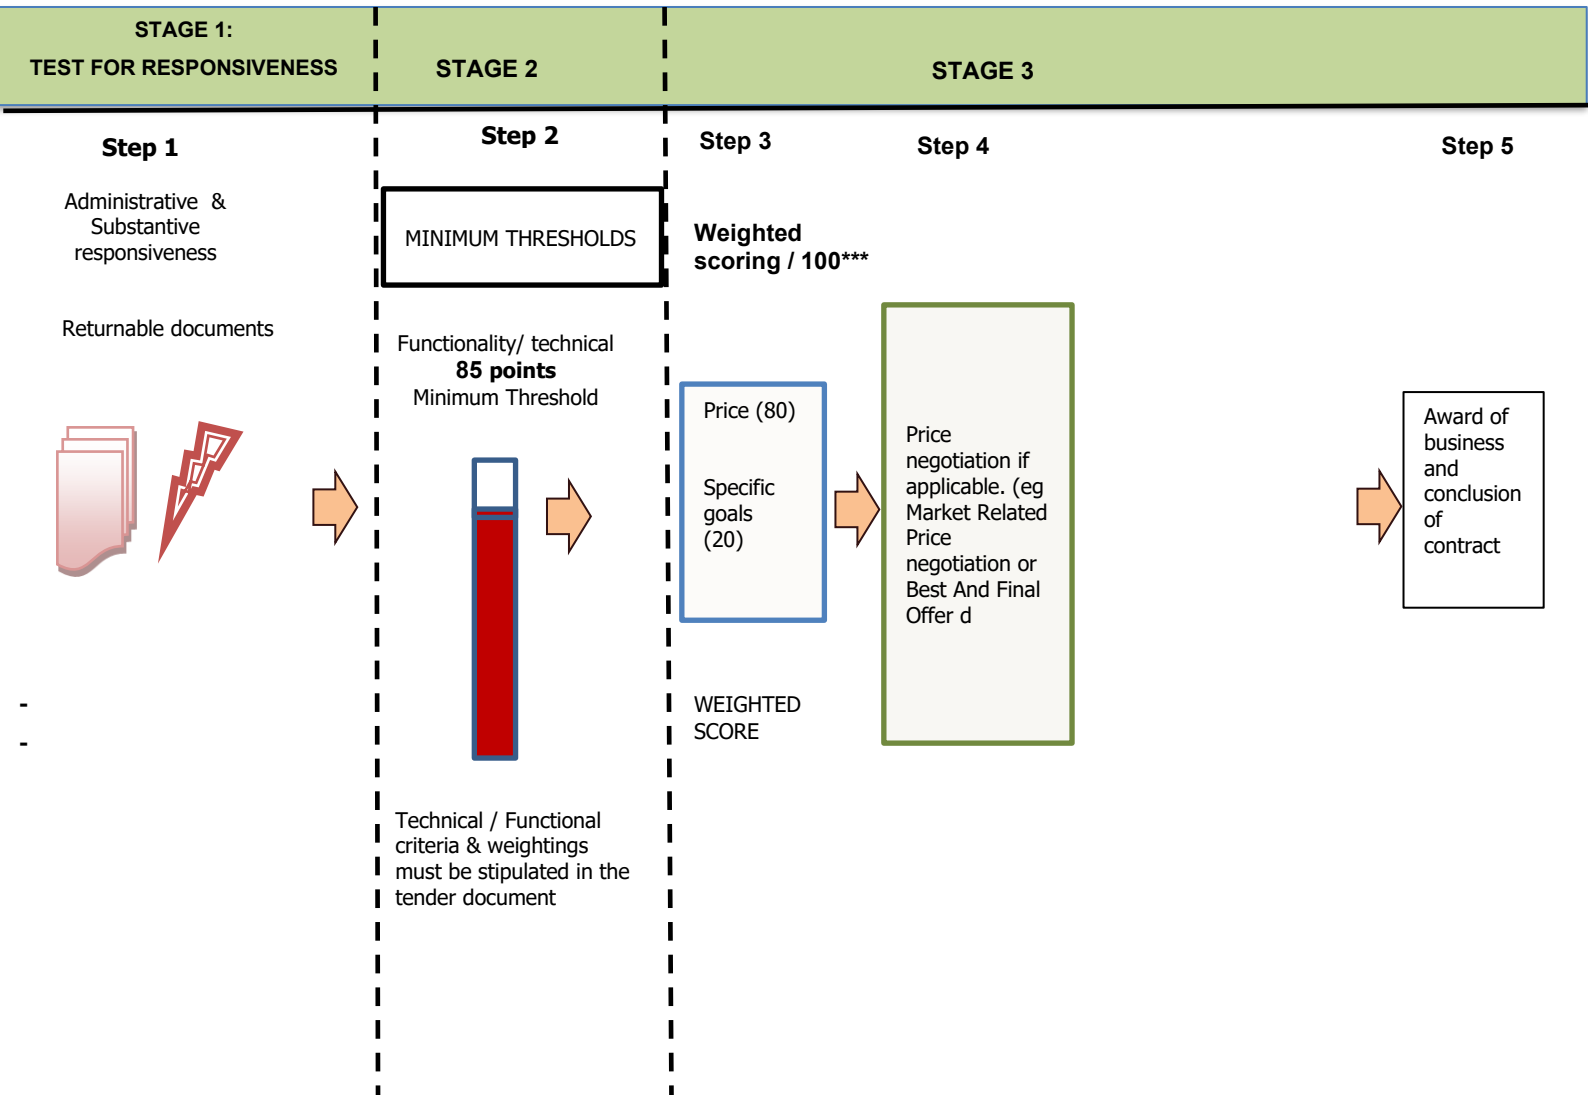 STAGE 1:
TEST FOR RESPONSIVENESS
STAGE 2
STAGE 3
Step 1
Administrative  &
Substantive
responsiveness
Returnable documents
-
-
Step 2
MINIMUM THRESHOLDS
Functionality/ technical
85 points
Minimum Threshold
Technical / Functional
criteria & weightings
must be stipulated in the
tender document
Step 3
Weighted
scoring / 100***
Price (80)
Specific
goals
(20)
WEIGHTED
SCORE
Step 4
Price
negotiation if
applicable. (eg
Market Related
Price
negotiation or
Best And Final
Offer d
Step 5
Award of
business
and
conclusion
of
contract